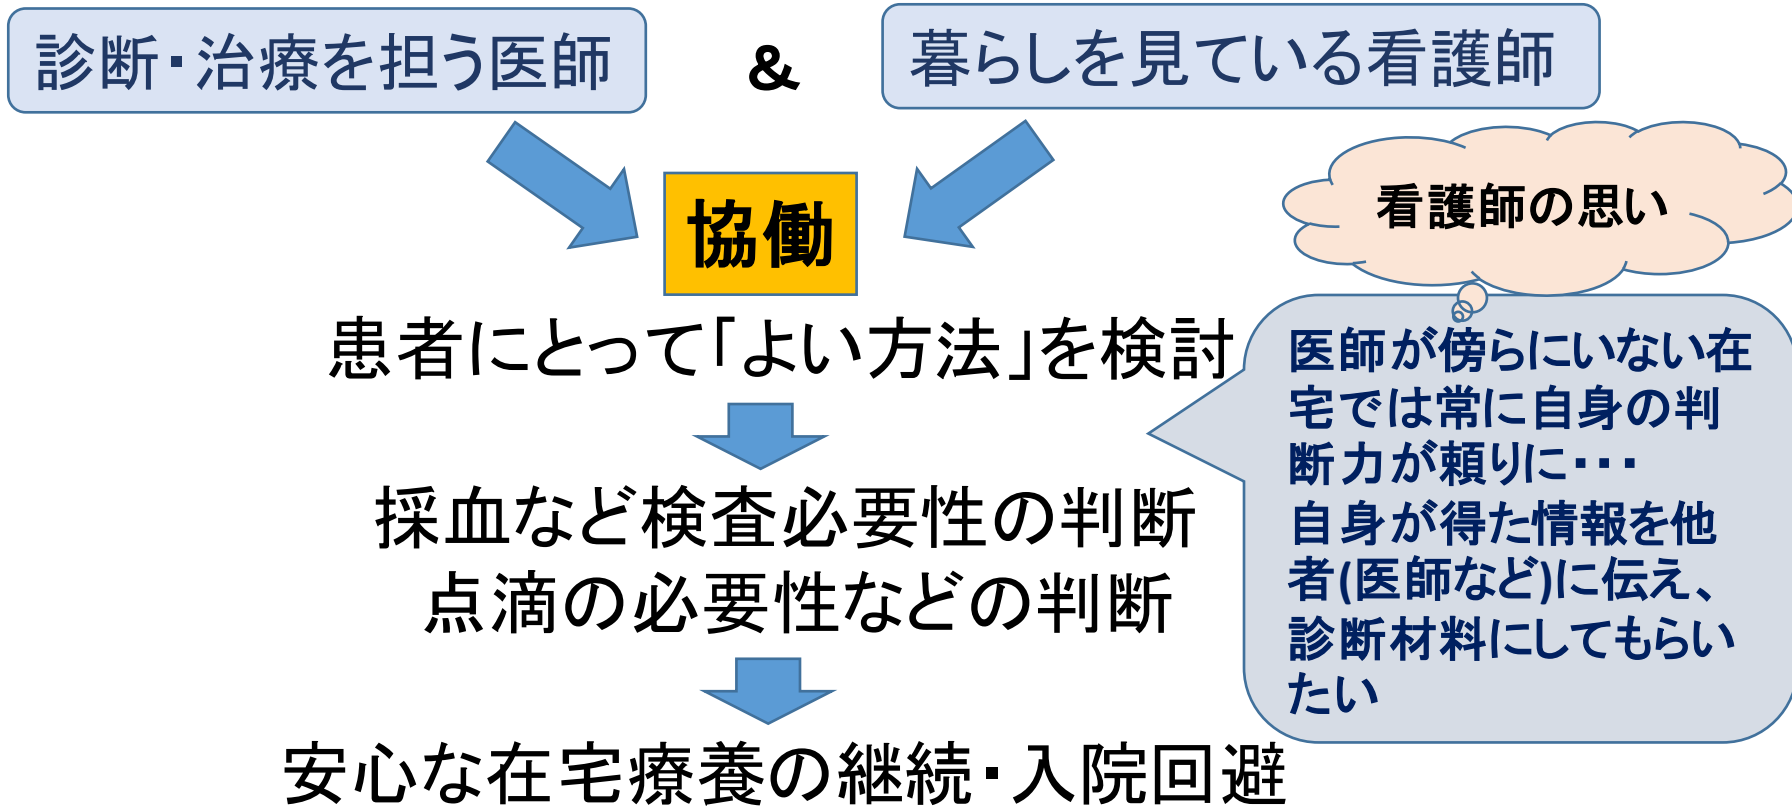 診断・治療を担う医師
&
暮らしを見ている看護師
協働
患者にとって「よい方法」を検討
採血など検査必要性の判断
点滴の必要性などの判断
安心な在宅療養の継続・入院回避
看護師の思い
医師が傍らにいない在
宅では常に自身の判
断力が頼りに・・・
自身が得た情報を他
者(医師など)に伝え、
診断材料にしてもらい
たい